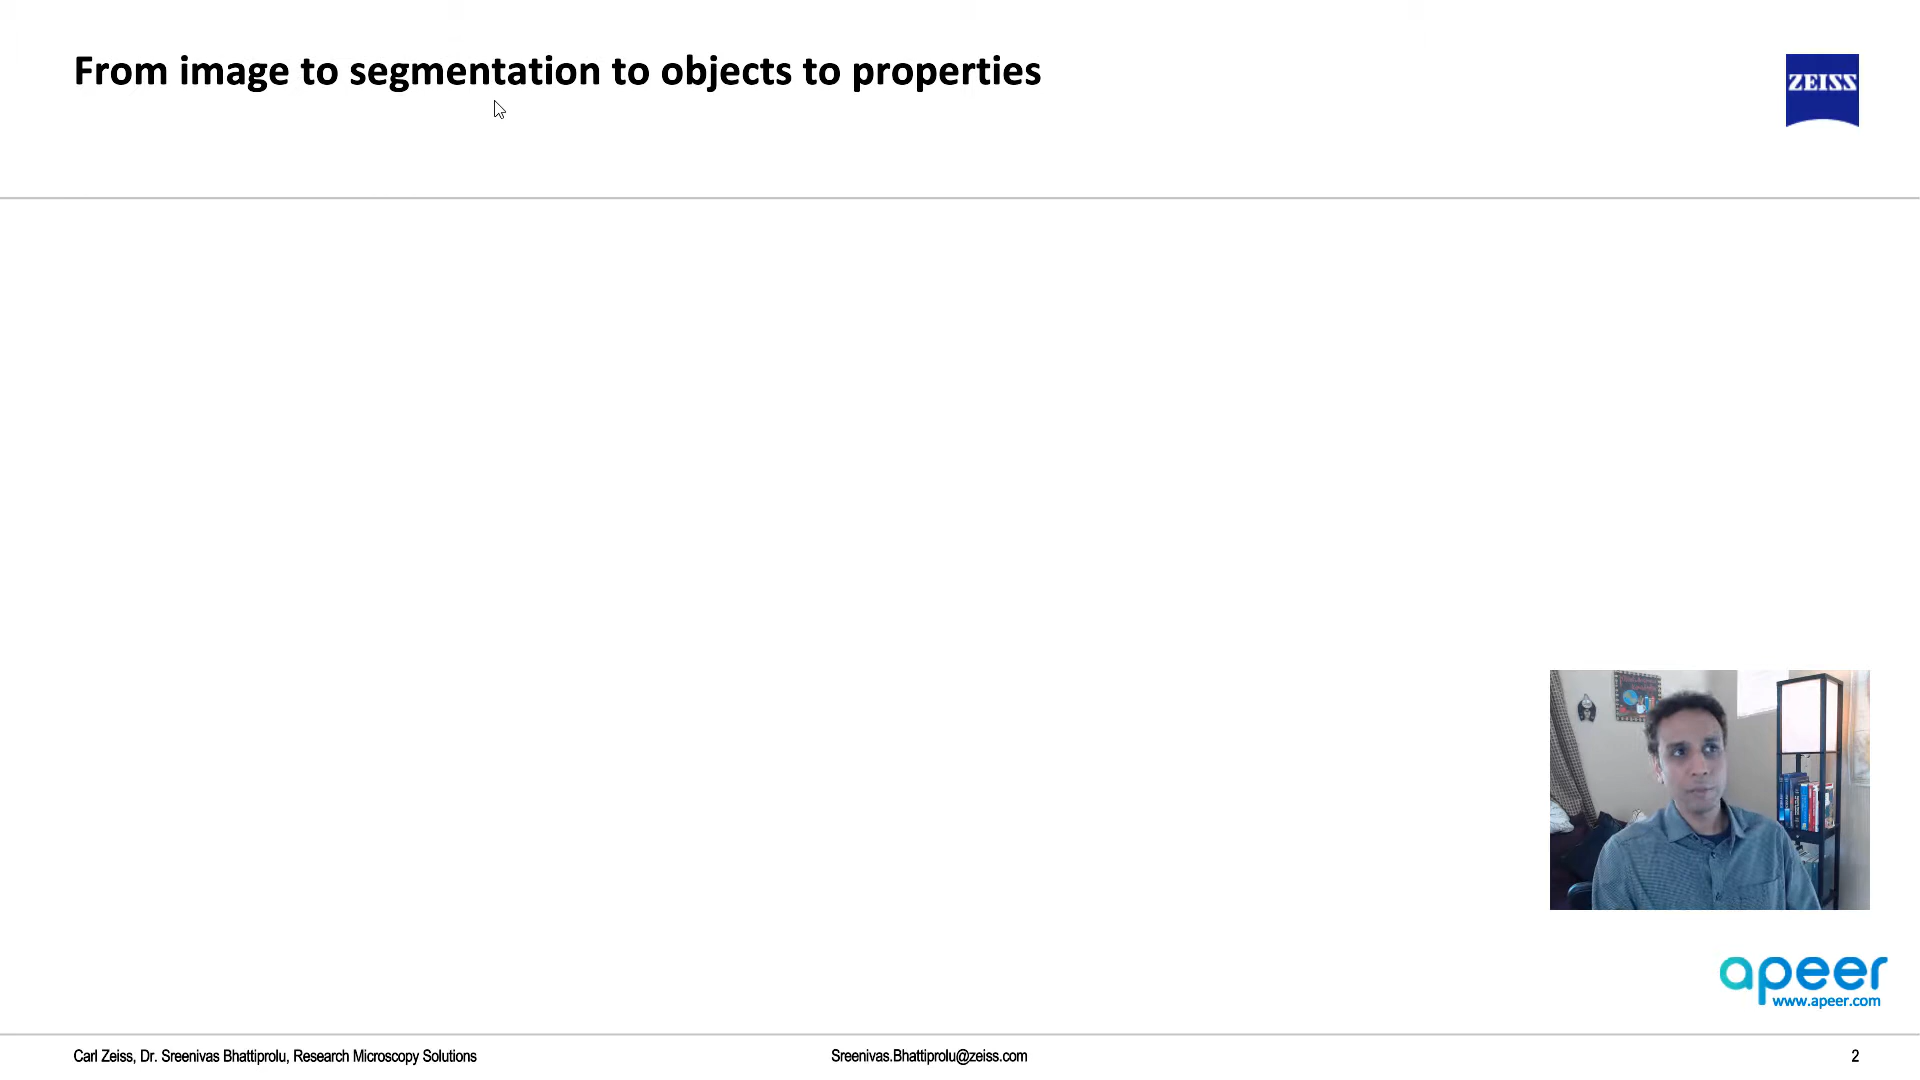 From image to segmentation to objects to properties
ZEISS
apeer
www.apeer.com
Carl Zeiss, Dr. Sreenivas Bhattiprolu, Research Microscopy Solutions
Sreenivas.Bhattiprolu@zeiss.com
2